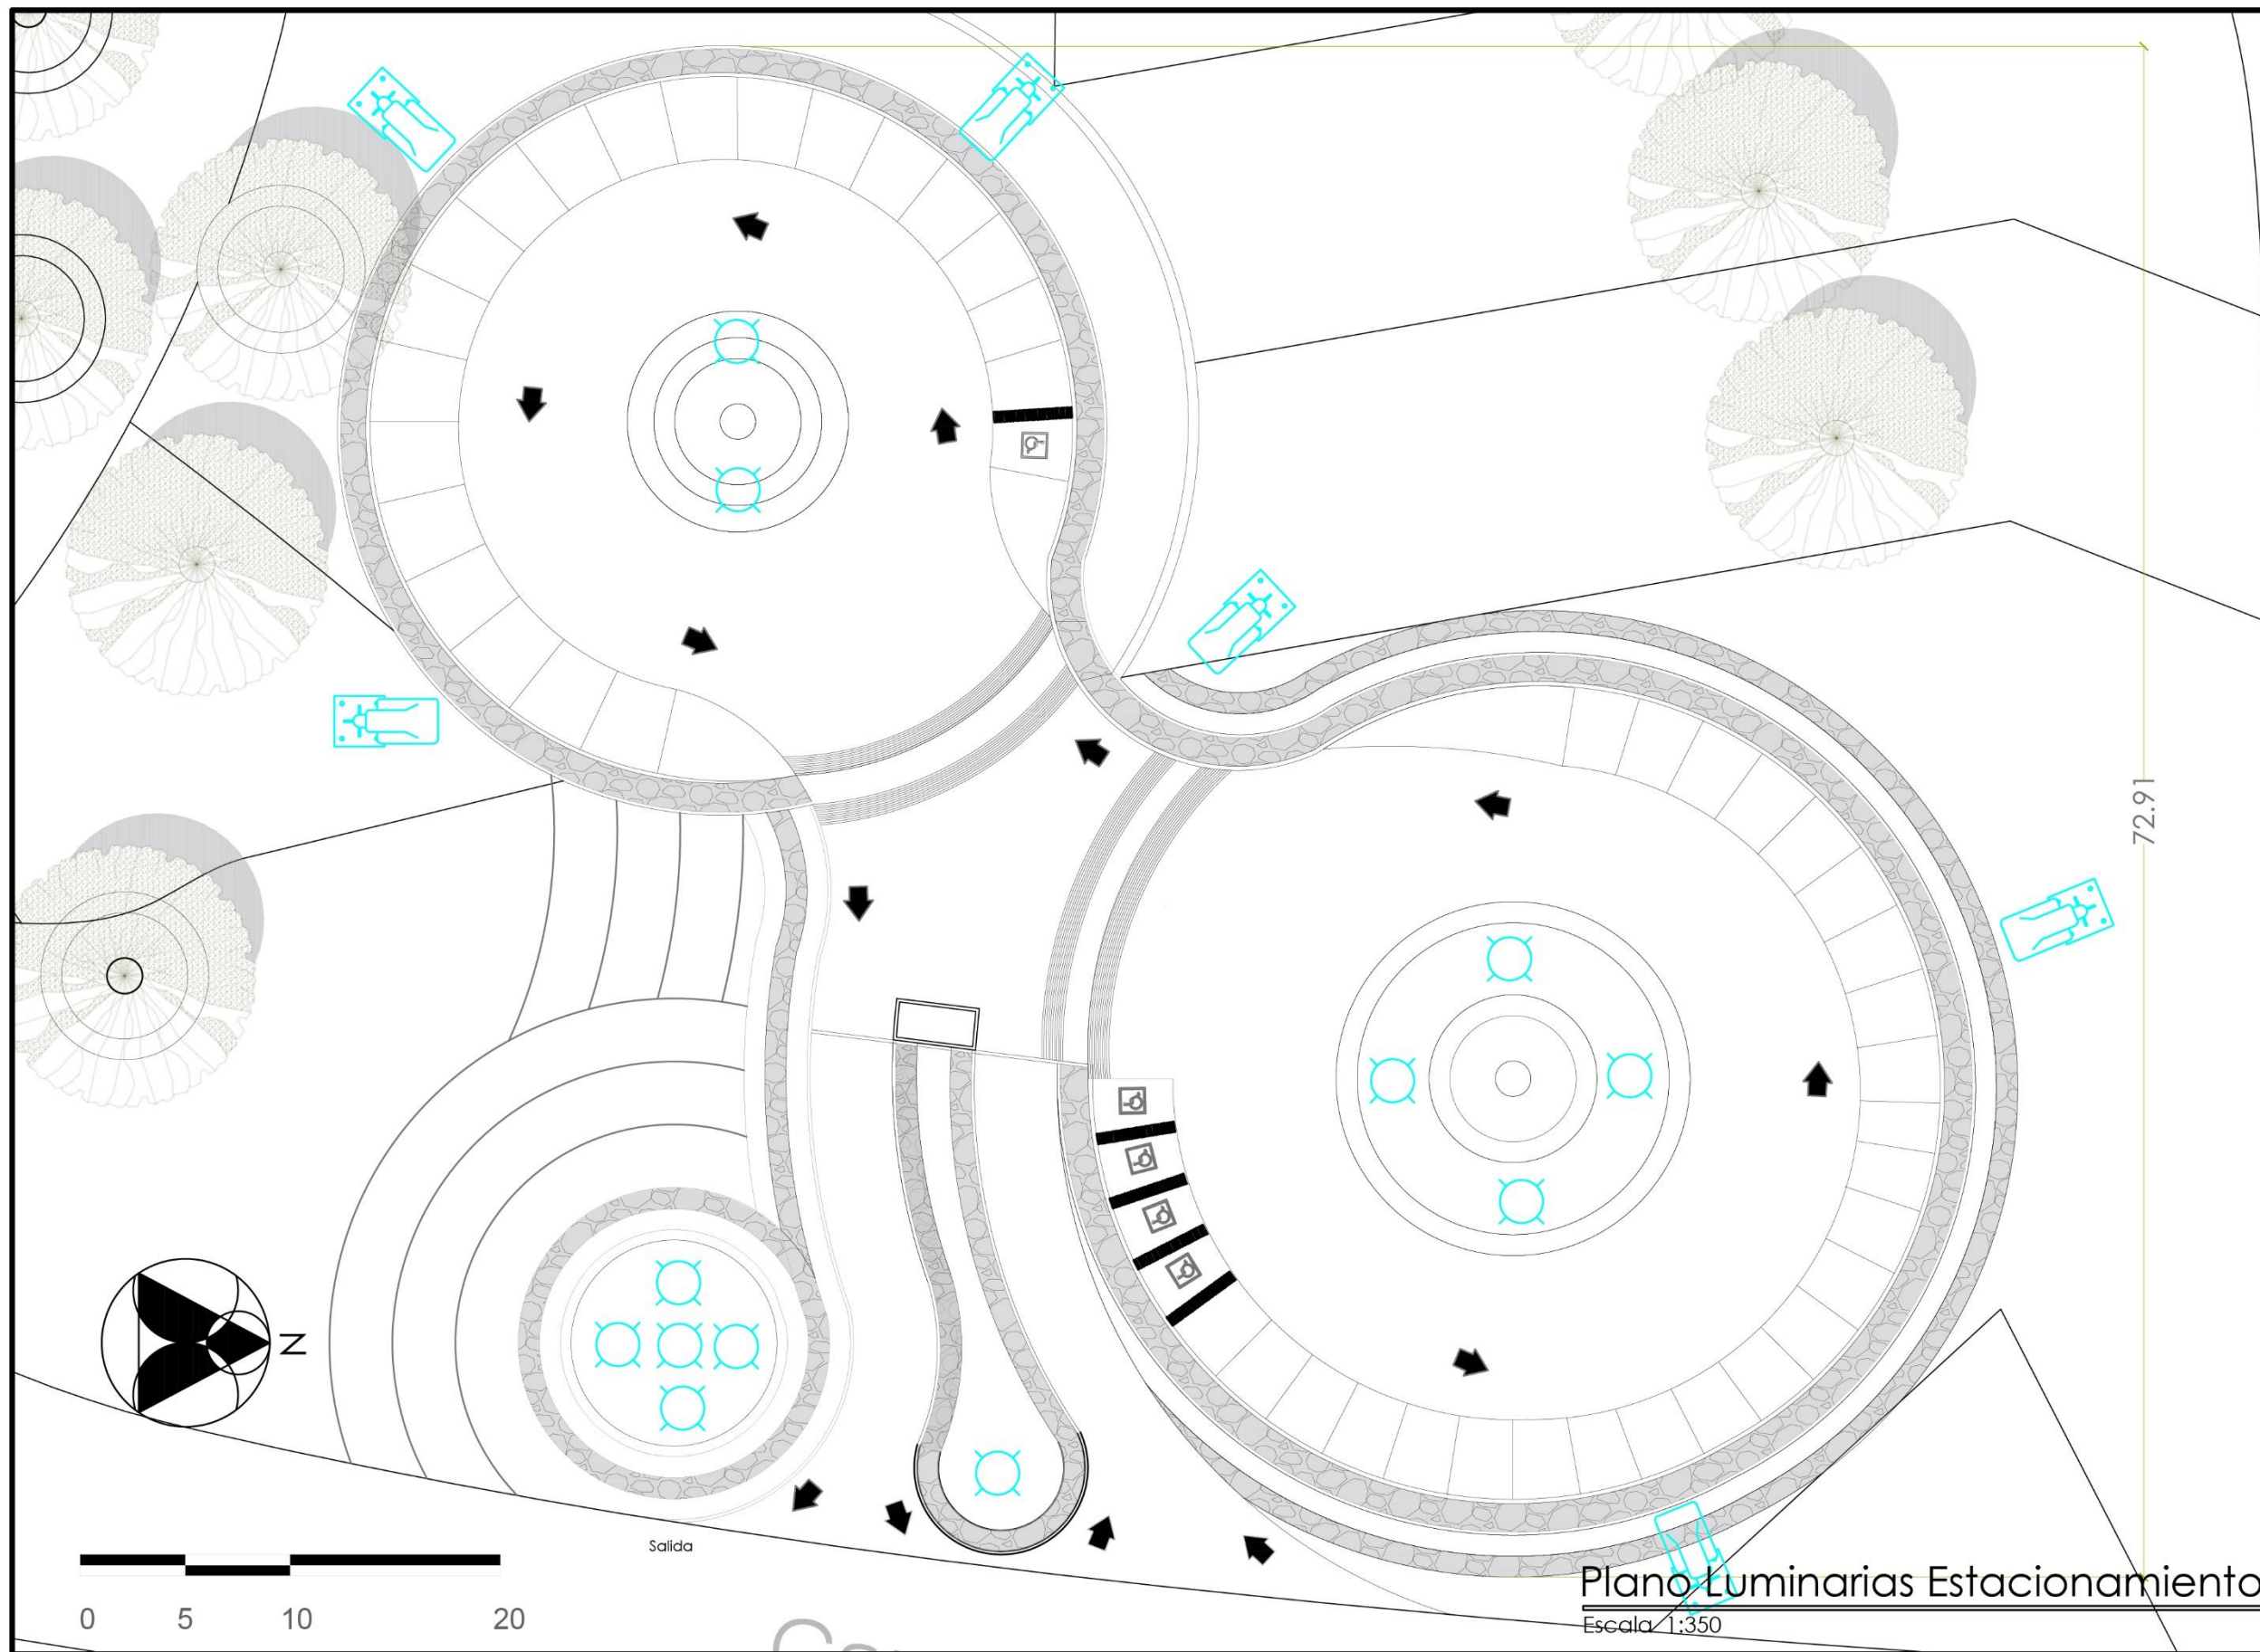 72.91
N
Salida
0 5 10 20
Plano Luminarias Estacionamiento
Escala 1:350